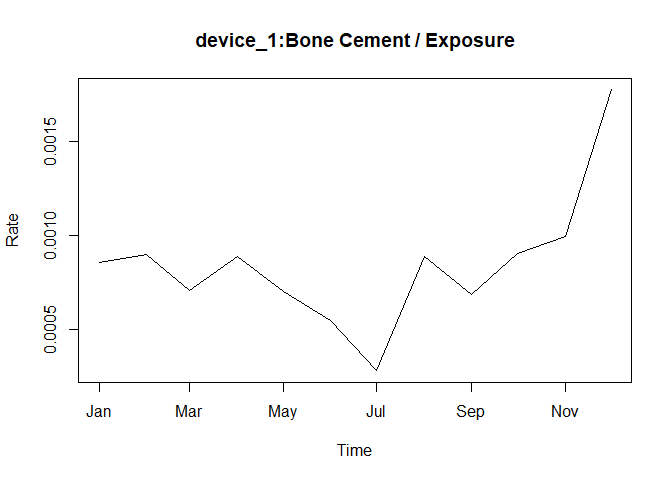 device_1:Bone Cement / Exposure
Rate
0.0015
0.0010
0.0005
Jan Mar May Jul Sep Nov
Time